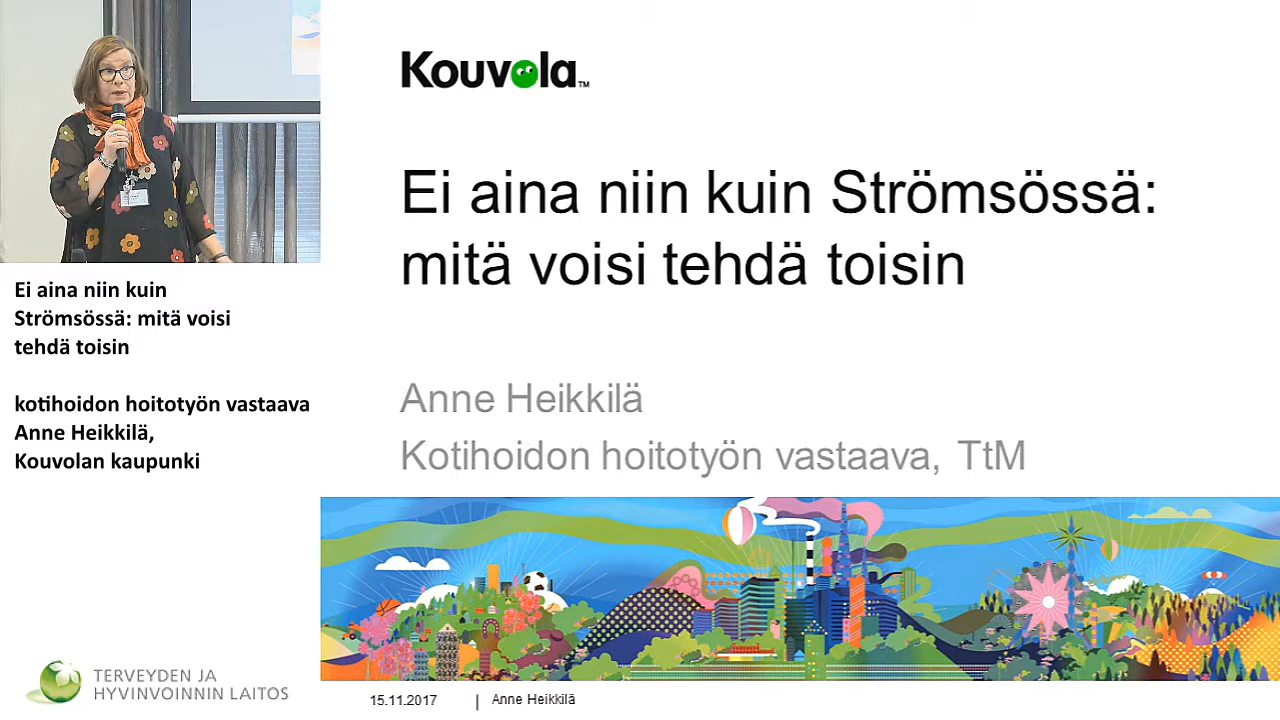 Ei aina niin kuin
Strömsössä: mitä voisi
tehdä toisin
kotihoidon hoitotyön vastaava
Anne Heikkilä,
Kouvolan kaupunki
TERVEYDEN JA
HYVINVOINNIN LAITOS
Kouvola™
Ei aina niin kuin Strömsössä:
mitä voisi tehdä toisin
Anne Heikkilä
Kotihoidon hoitotyön vastaava, TtM
15.11.2017 | Anne Heikkilä